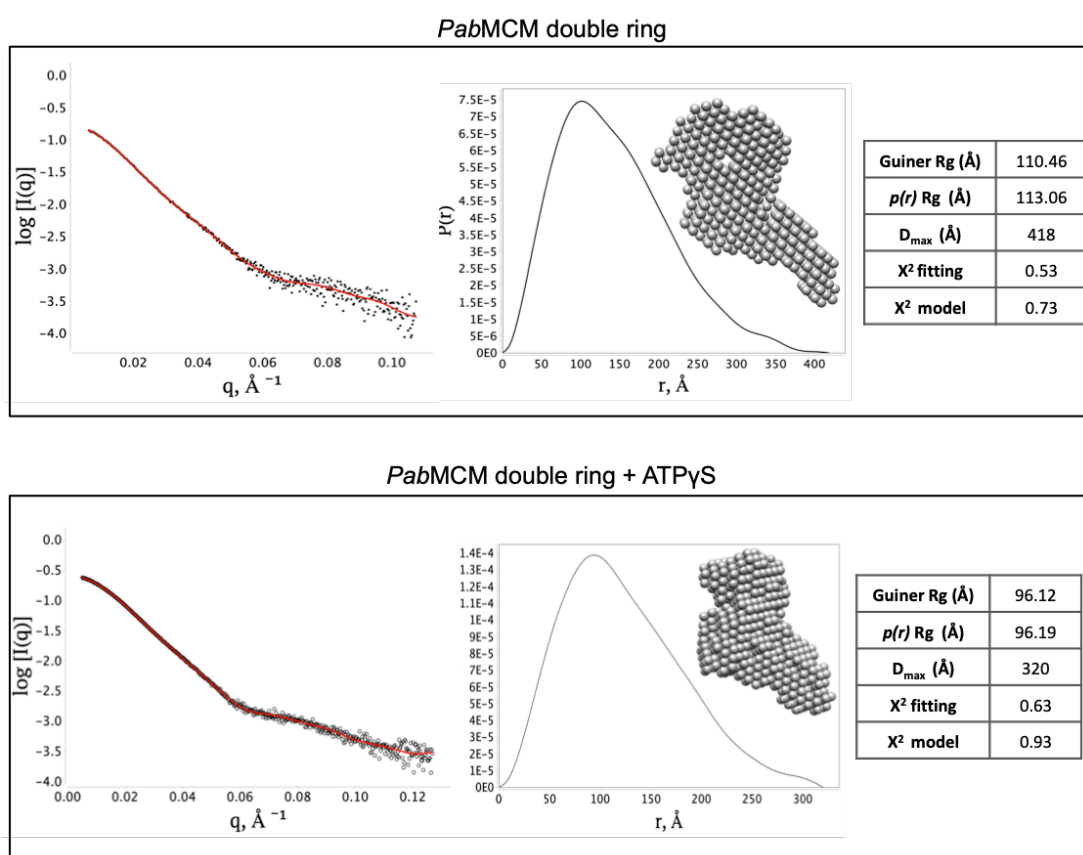 PabMCM double ring
log [I(q)]
0.0
−0.5
−1.0
−1.5
−2.0
−2.5
−3.0
−3.5
−4.0
0.02 0.04 0.06 0.08 0.10
q, Å ⁻¹
P(r)
7.5E-5
7E-5
6.5E-5
6E-5
5.5E-5
5E-5
4.5E-5
4E-5
3.5E-5
3E-5
2.5E-5
2E-5
1.5E-5
1E-5
5E-6
0E0
0 50 100 150 200 250 300 350 400
r, Å
Guiner Rg (Å) 110.46
p(r) Rg (Å) 113.06
Dmax (Å) 418
X² fitting 0.53
X² model 0.73
PabMCM double ring + ATPγS
log [I(q)]
0.0
−0.5
−1.0
−1.5
−2.0
−2.5
−3.0
−3.5
−4.0
0.00 0.02 0.04 0.06 0.08 0.10 0.12
q, Å ⁻¹
1.4E-4
1.3E-4
1.2E-4
1.1E-4
1E-4
9E-5
8E-5
7E-5
6E-5
5E-5
4E-5
3E-5
2E-5
1E-5
0E0
0 50 100 150 200 250 300
r, Å
Guiner Rg (Å) 96.12
p(r) Rg (Å) 96.19
Dmax (Å) 320
X² fitting 0.63
X² model 0.93